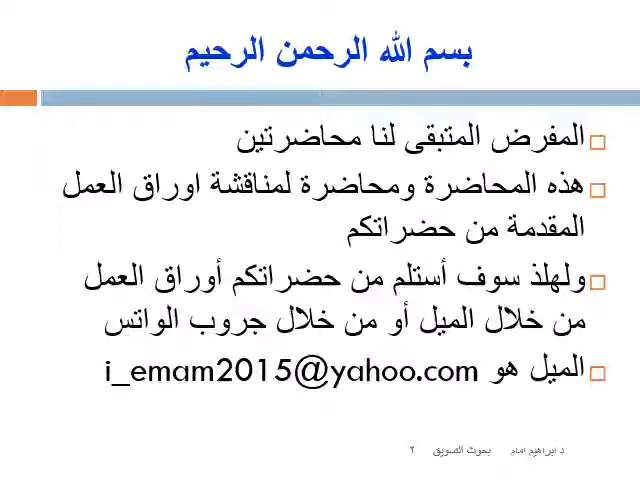 بسم الله الرحمن الرحيم
المفرض المتبقى لنا محاضرتين
هذه المحاضرة ومحاضرة لمناقشة اوراق العمل
المقدمة من حضراتكم
ولهلذ سوف أستلم من حضراتكم أوراق العمل
من خلال الميل أو من خلال جروب الواتس
الميل هو i_emam2015@yahoo.com
د ابراهيم امام بحوث الصويق ٢